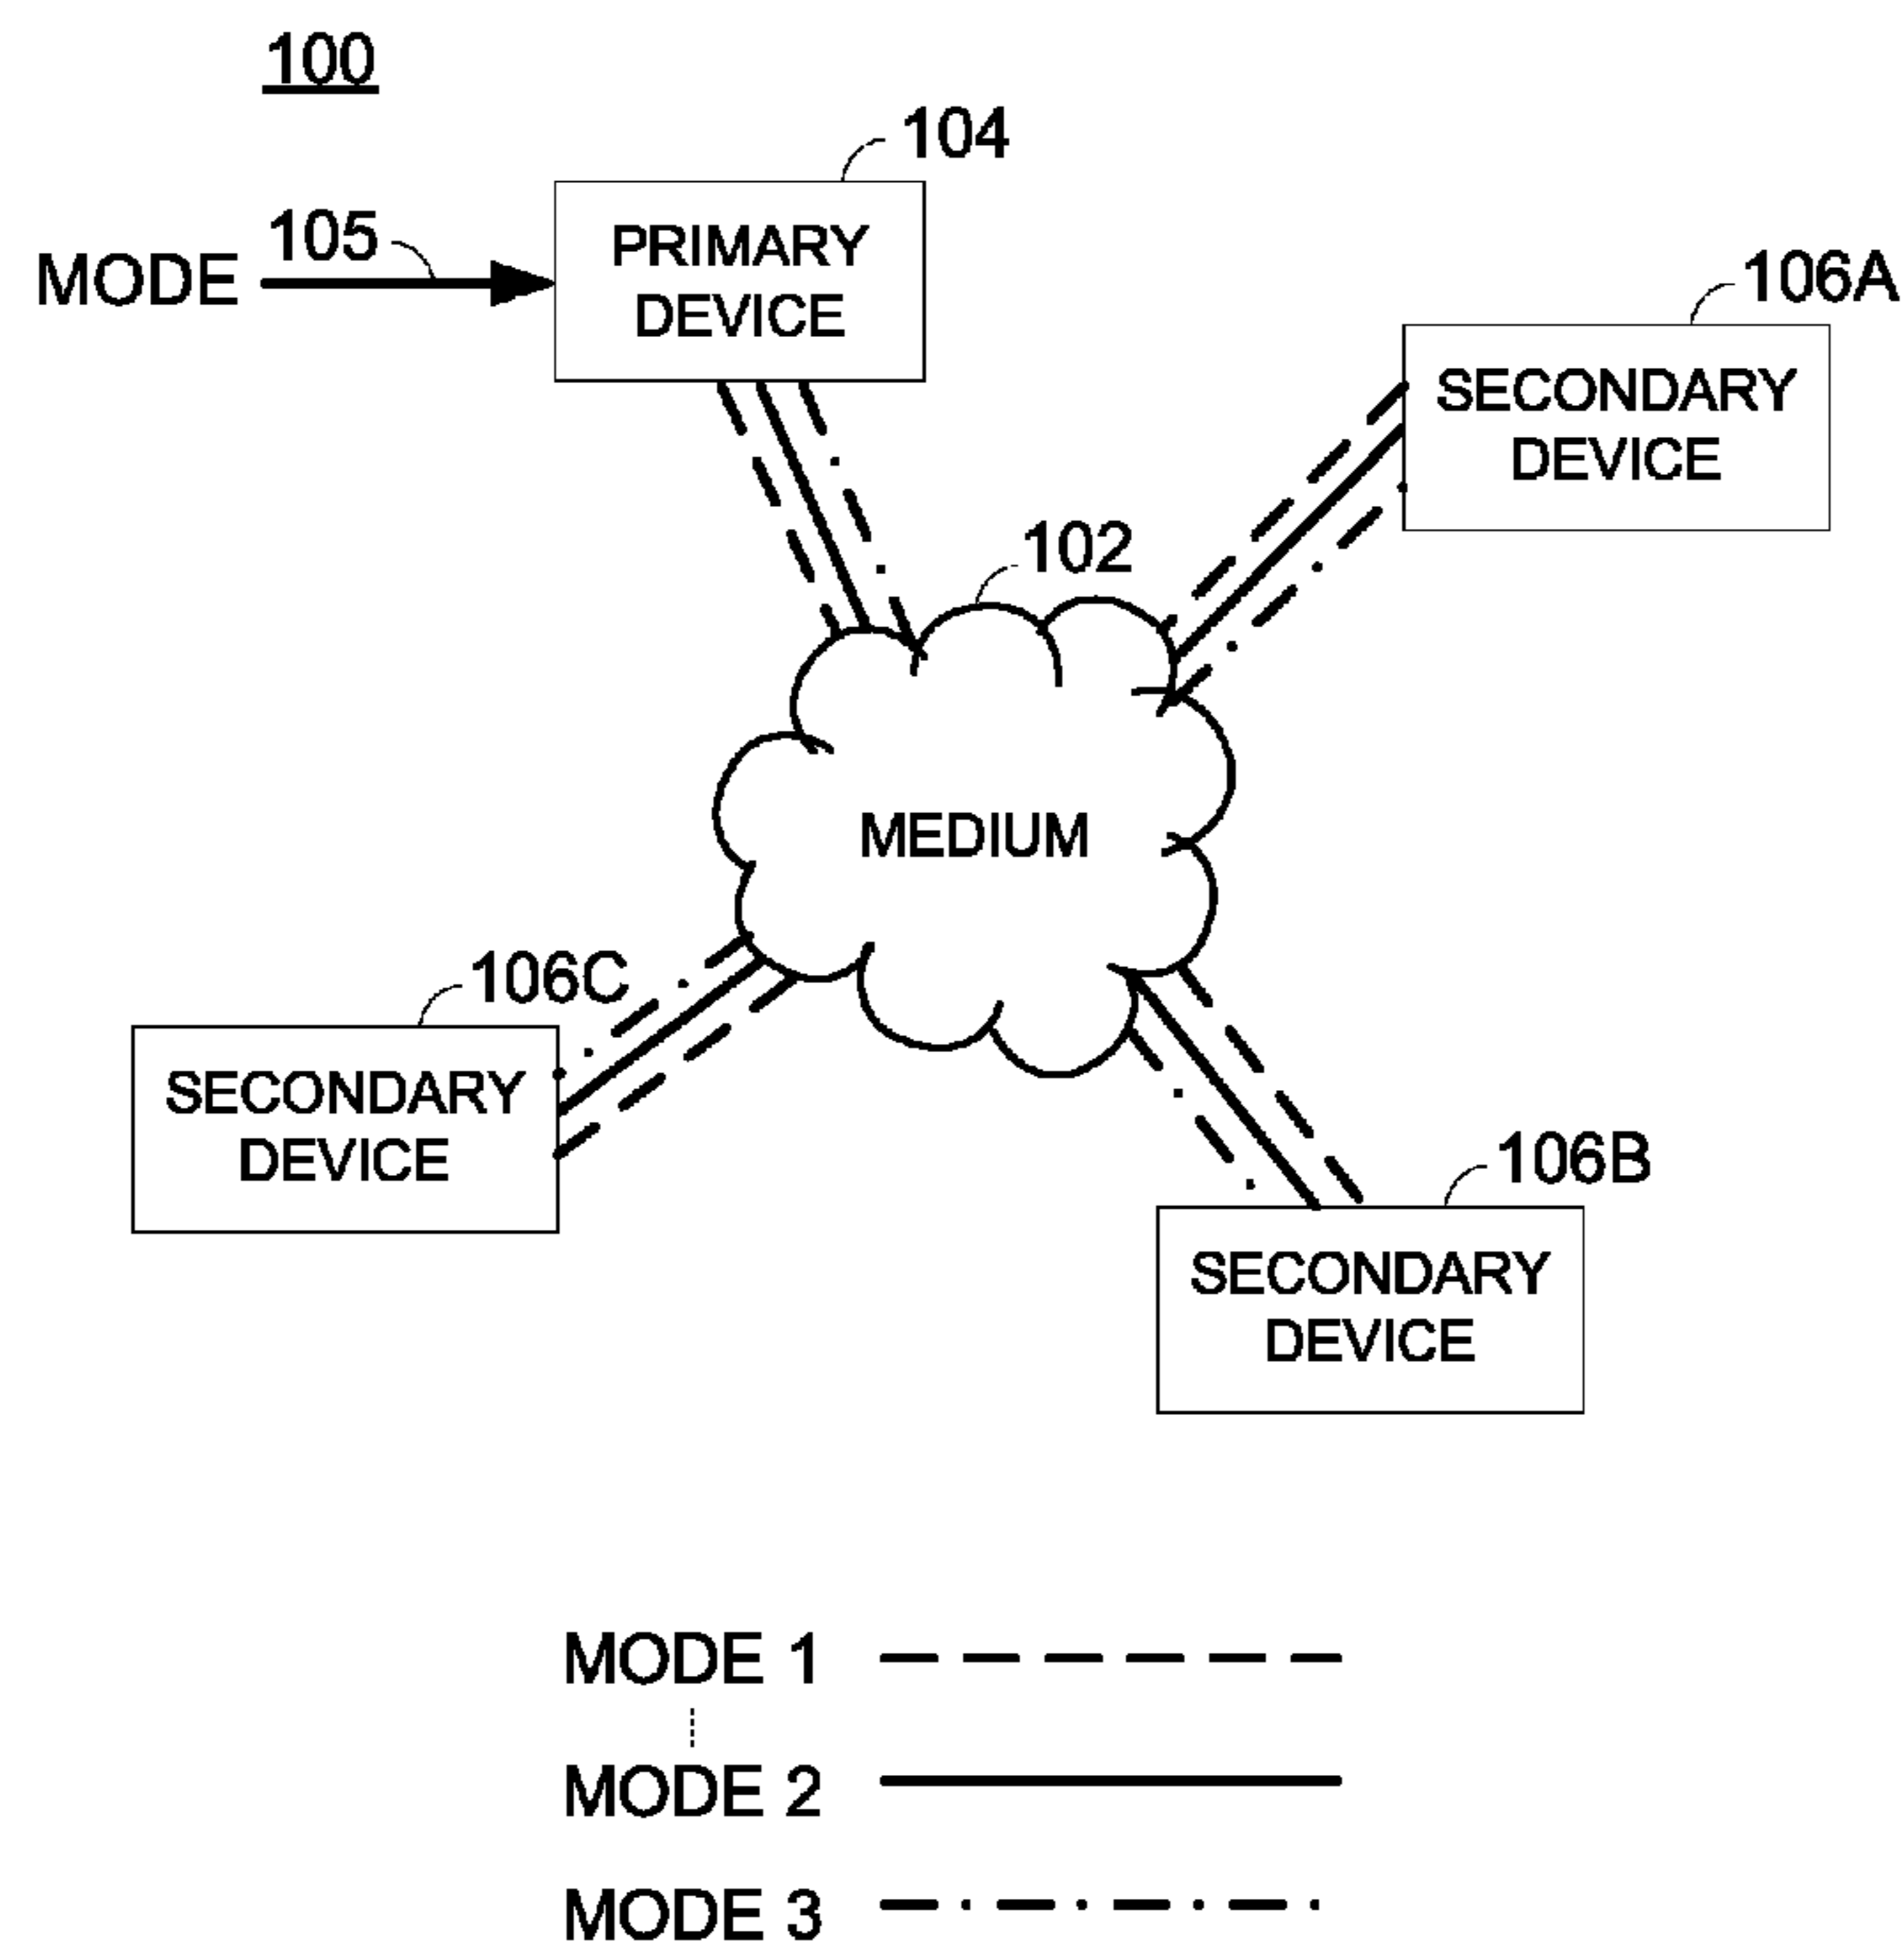 100
104
105
MODE
PRIMARY
DEVICE
106A
SECONDARY
DEVICE
102
MEDIUM
106C
SECONDARY
DEVICE
106B
SECONDARY
DEVICE
MODE 1
MODE 2
MODE 3